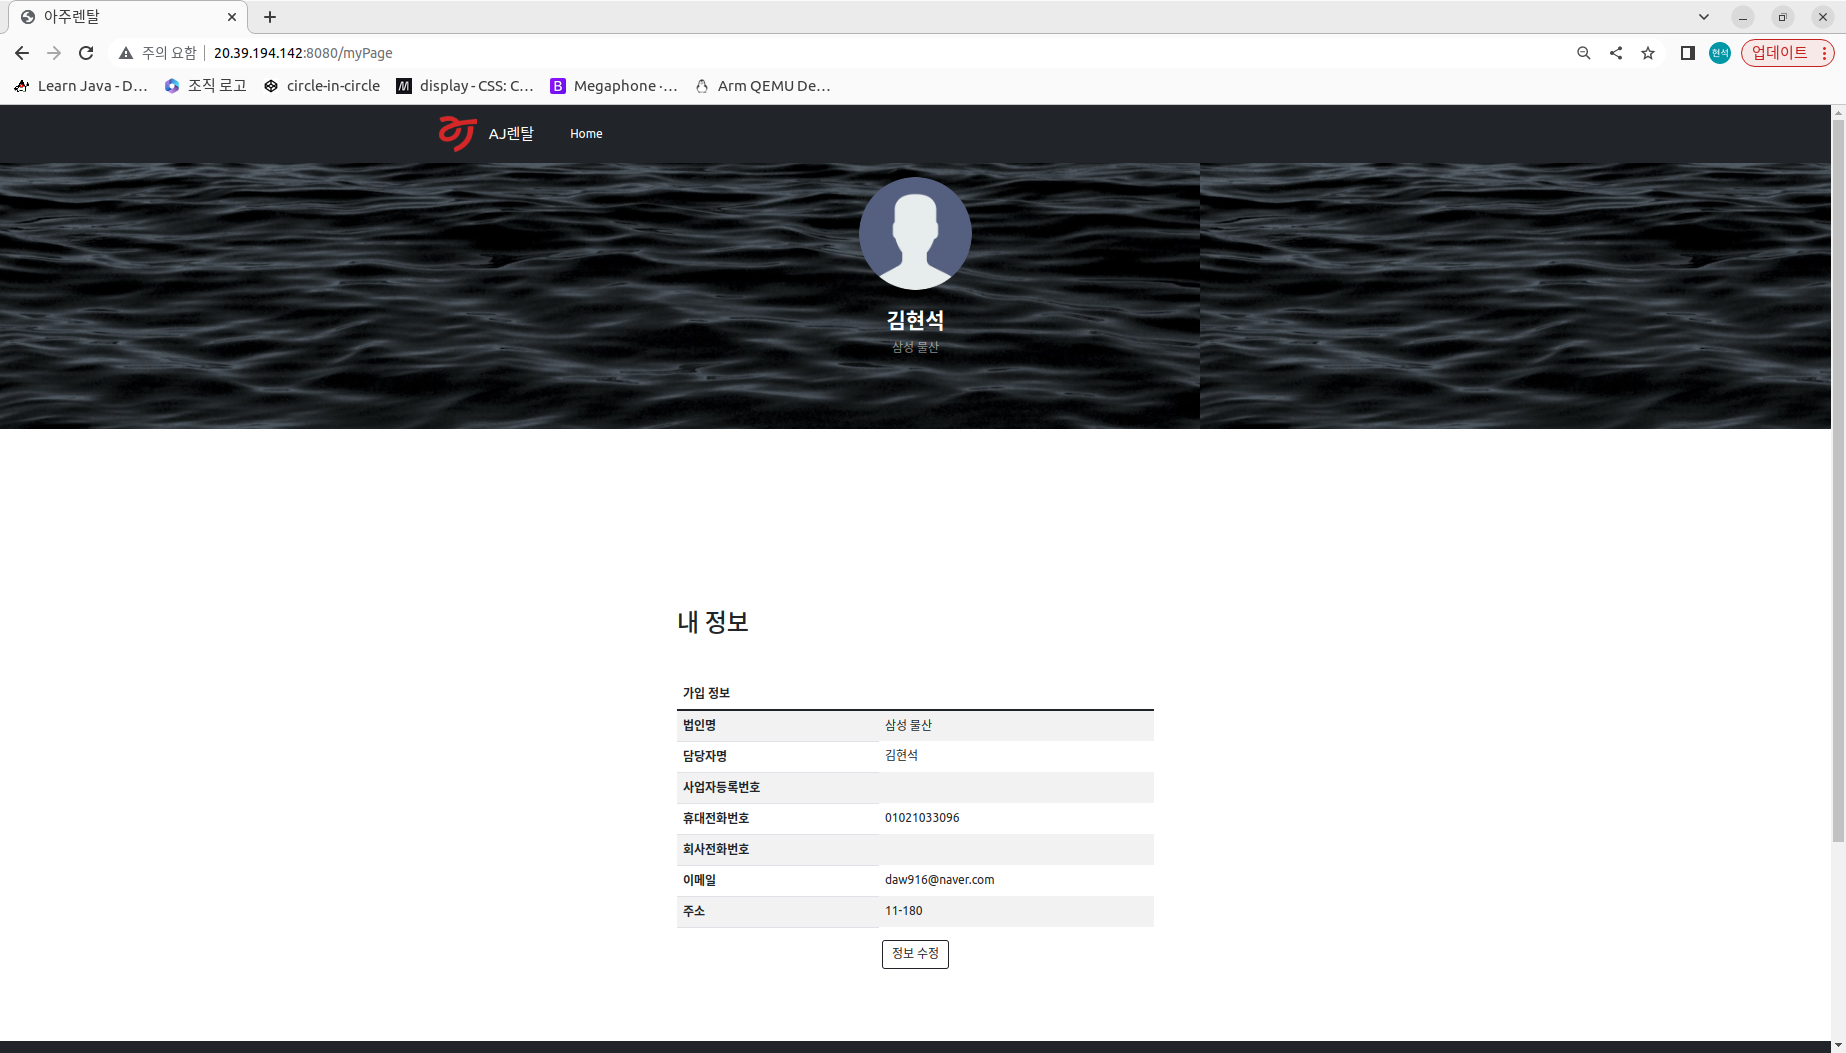 아주렌탈
주의 요함 20.39.194.142:8080/myPage
현석
업데이트
Learn Java - D... 조직 로고 circle-in-circle display - CSS: C... B Megaphone ·... Arm QEMU De...
AJ렌탈 Home
김현석
삼성 물산
내 정보
가입 정보
법인명 삼성 물산
담당자명 김현석
사업자등록번호
휴대전화번호 01021033096
회사전화번호
이메일 daw916@naver.com
주소 11-180
정보 수정